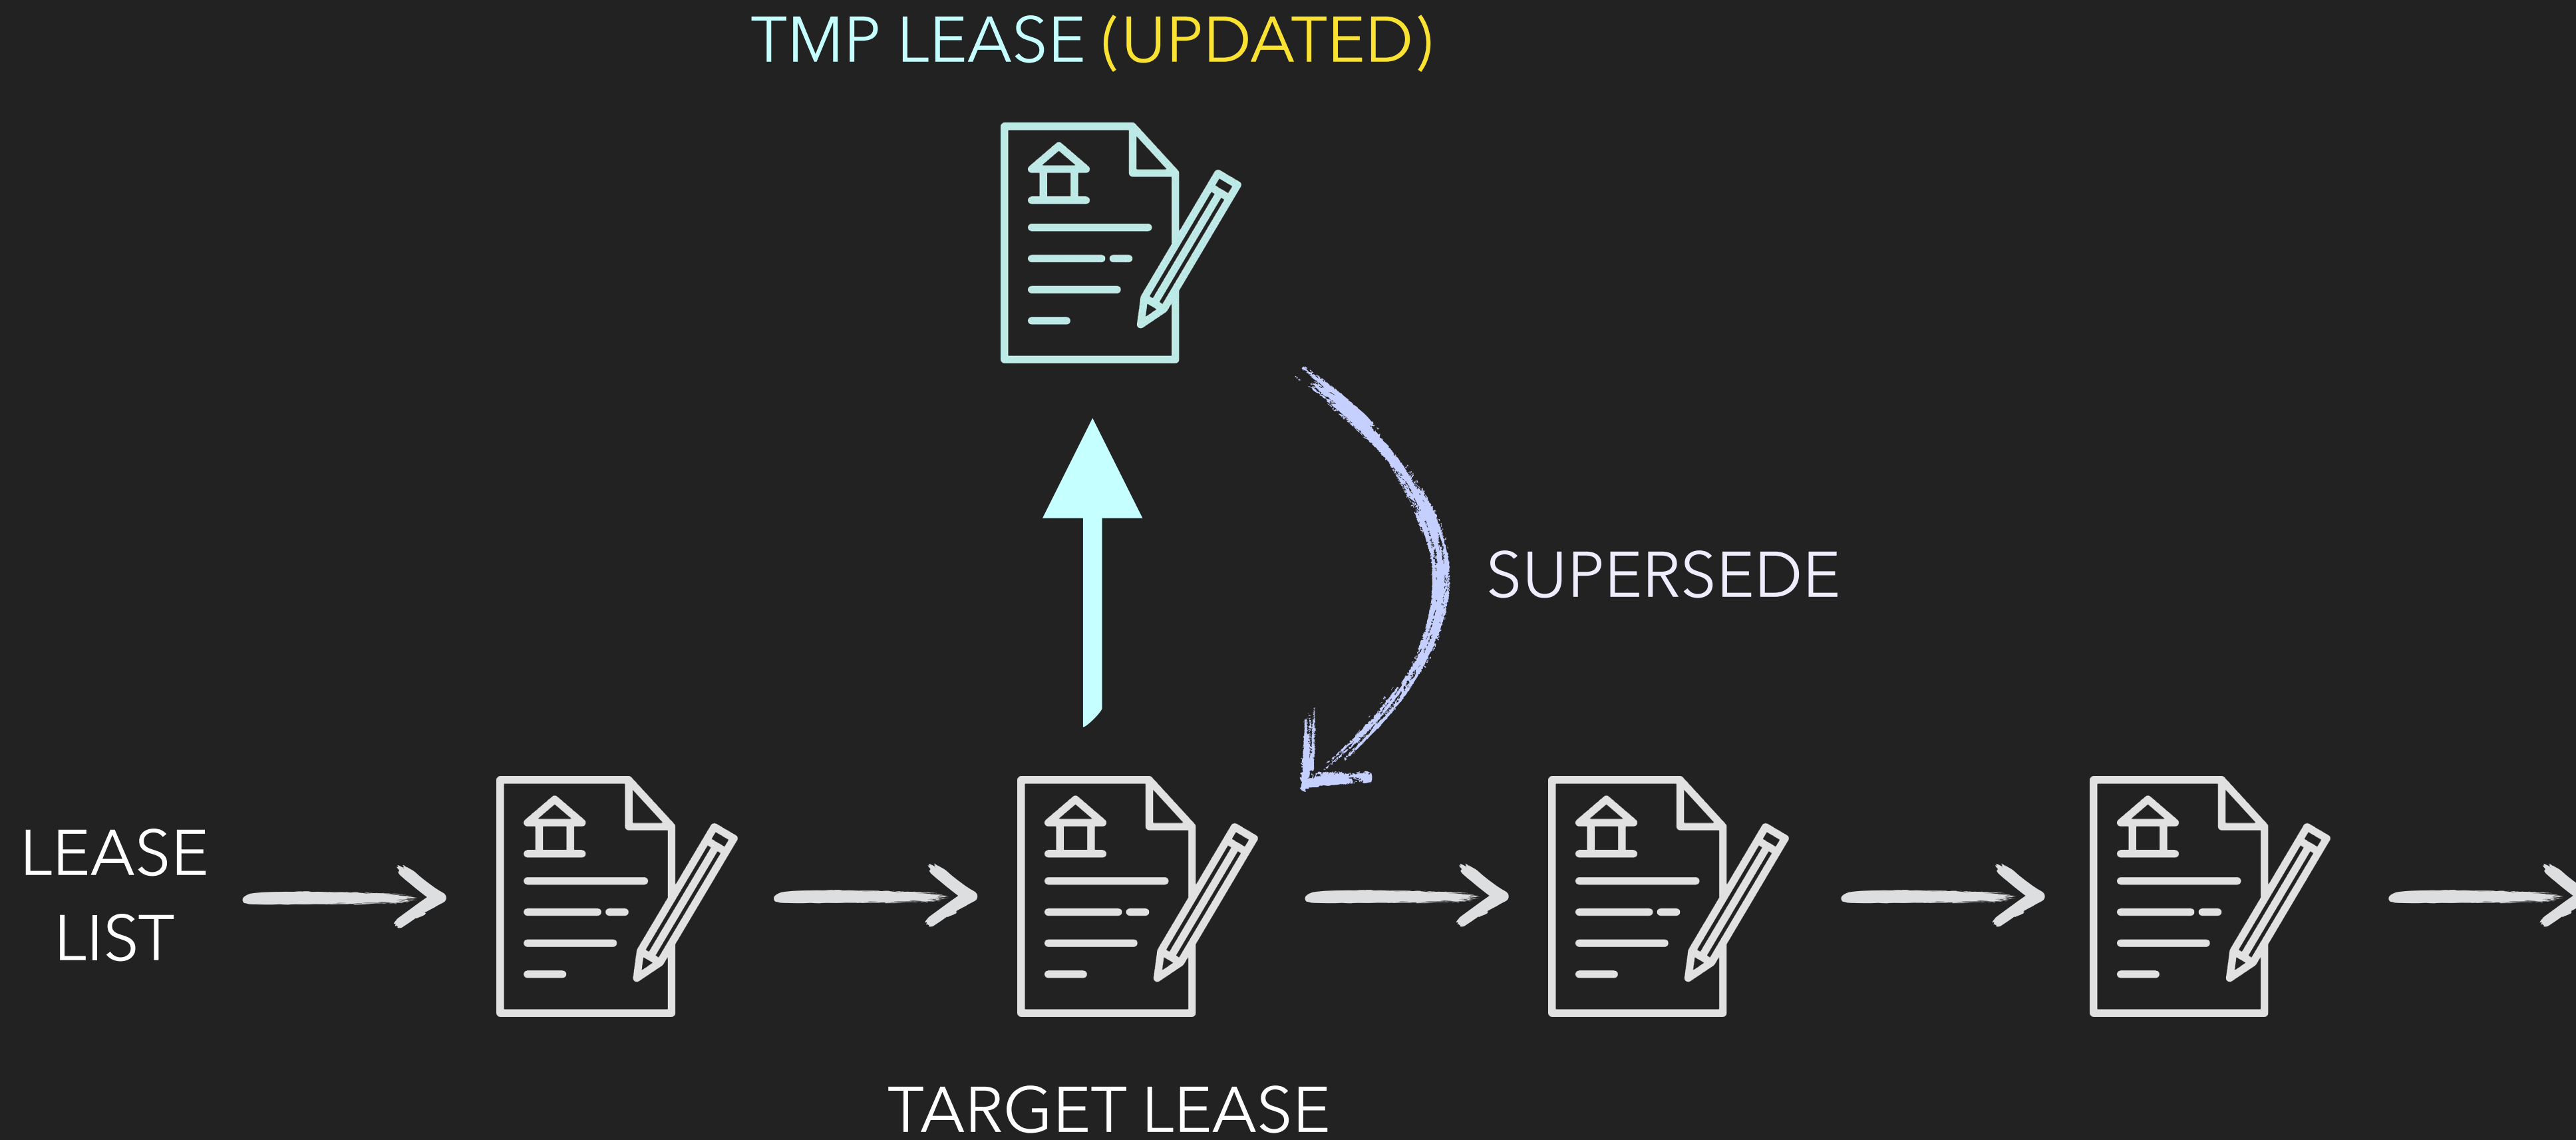 TMP LEASE (UPDATED)
SUPERSEDE
LEASE
LIST
TARGET LEASE